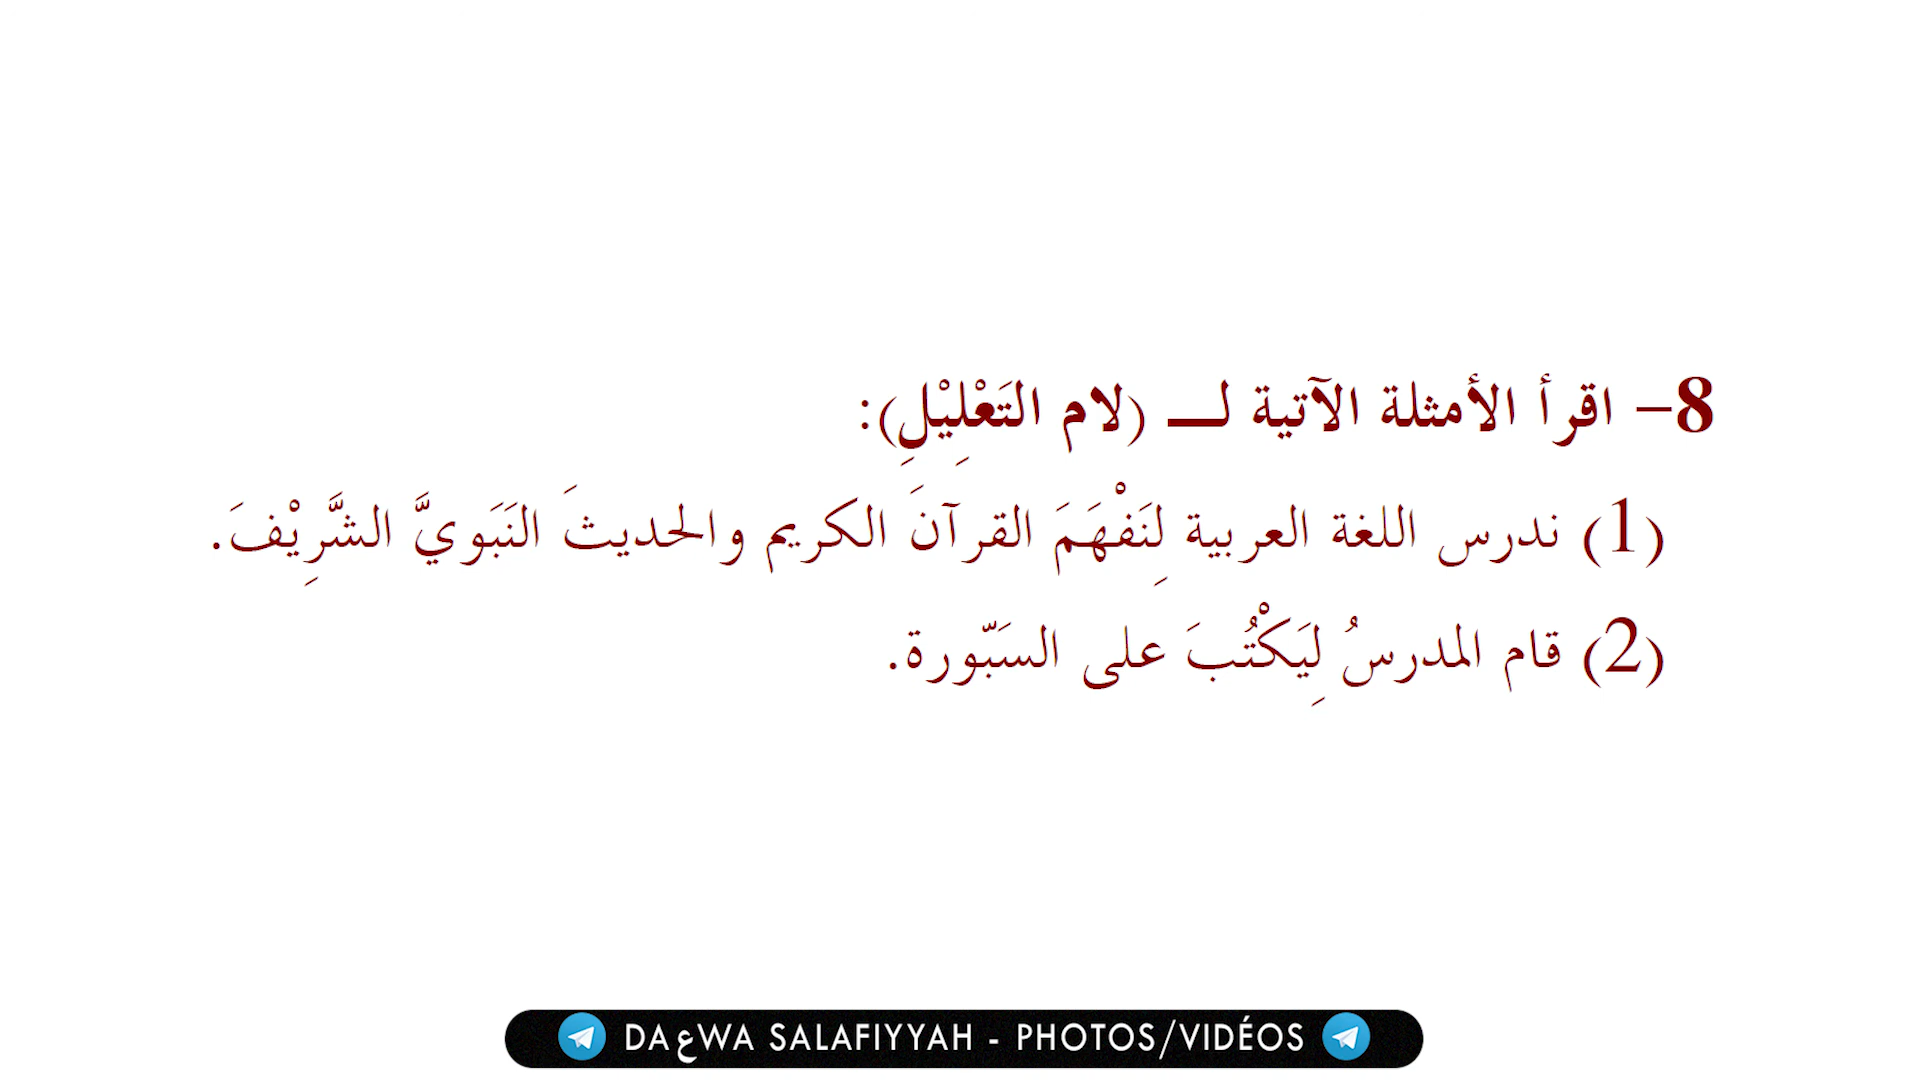 8- اقرأ الأمثلة الآتية لـــ (لام التَعْلِيْلِ):
(1) ندرس اللغة العربية لِنَفْهَمَ القرآنَ الكريم والحديثَ النَبَويَّ الشَّرِيْفَ.
(2) قام المدرسُ لِيَكْتُبَ على السَبّورة.
DAعWA SALAFIYYAH - PHOTOS/VIDÉOS